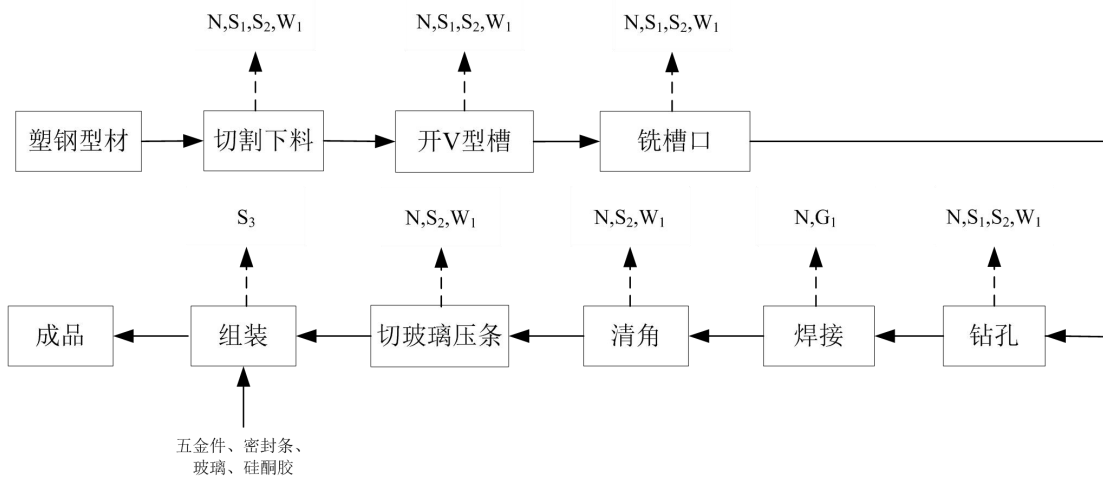 N,S₁,S₂,W₁
N,S₁,S₂,W₁
N,S₁,S₂,W₁
塑钢型材
切割下料
开V型槽
铣槽口
S₃
N,S₂,W₁
N,S₂,W₁
N,G₁
N,S₁,S₂,W₁
成品
组装
切玻璃压条
清角
焊接
钻孔
五金件、密封条、
玻璃、硅酮胶